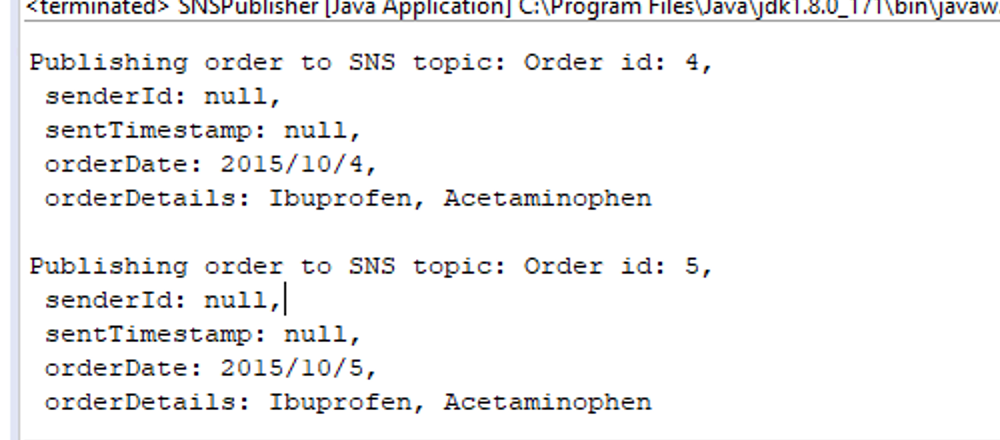 <terminated> SNSPublisher [Java Application] C:\Program Files\Java\jdk1.8.0_171\bin\javaw.
Publishing order to SNS topic: Order id: 4,
senderId: null,
sentTimestamp: null,
orderDate: 2015/10/4,
orderDetails: Ibuprofen, Acetaminophen
Publishing order to SNS topic: Order id: 5,
senderId: null,
sentTimestamp: null,
orderDate: 2015/10/5,
orderDetails: Ibuprofen, Acetaminophen